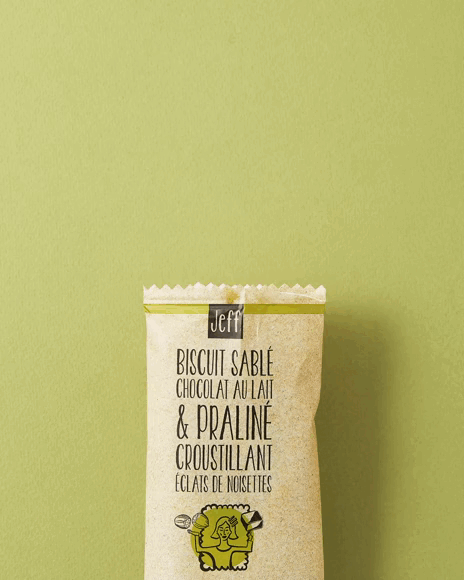 Jeff
BISCUIT SABLÉ
CHOCOLAT AU LAIT
& PRALINÉ
CROUSTILLANT
ÉCLATS DE NOISETTES